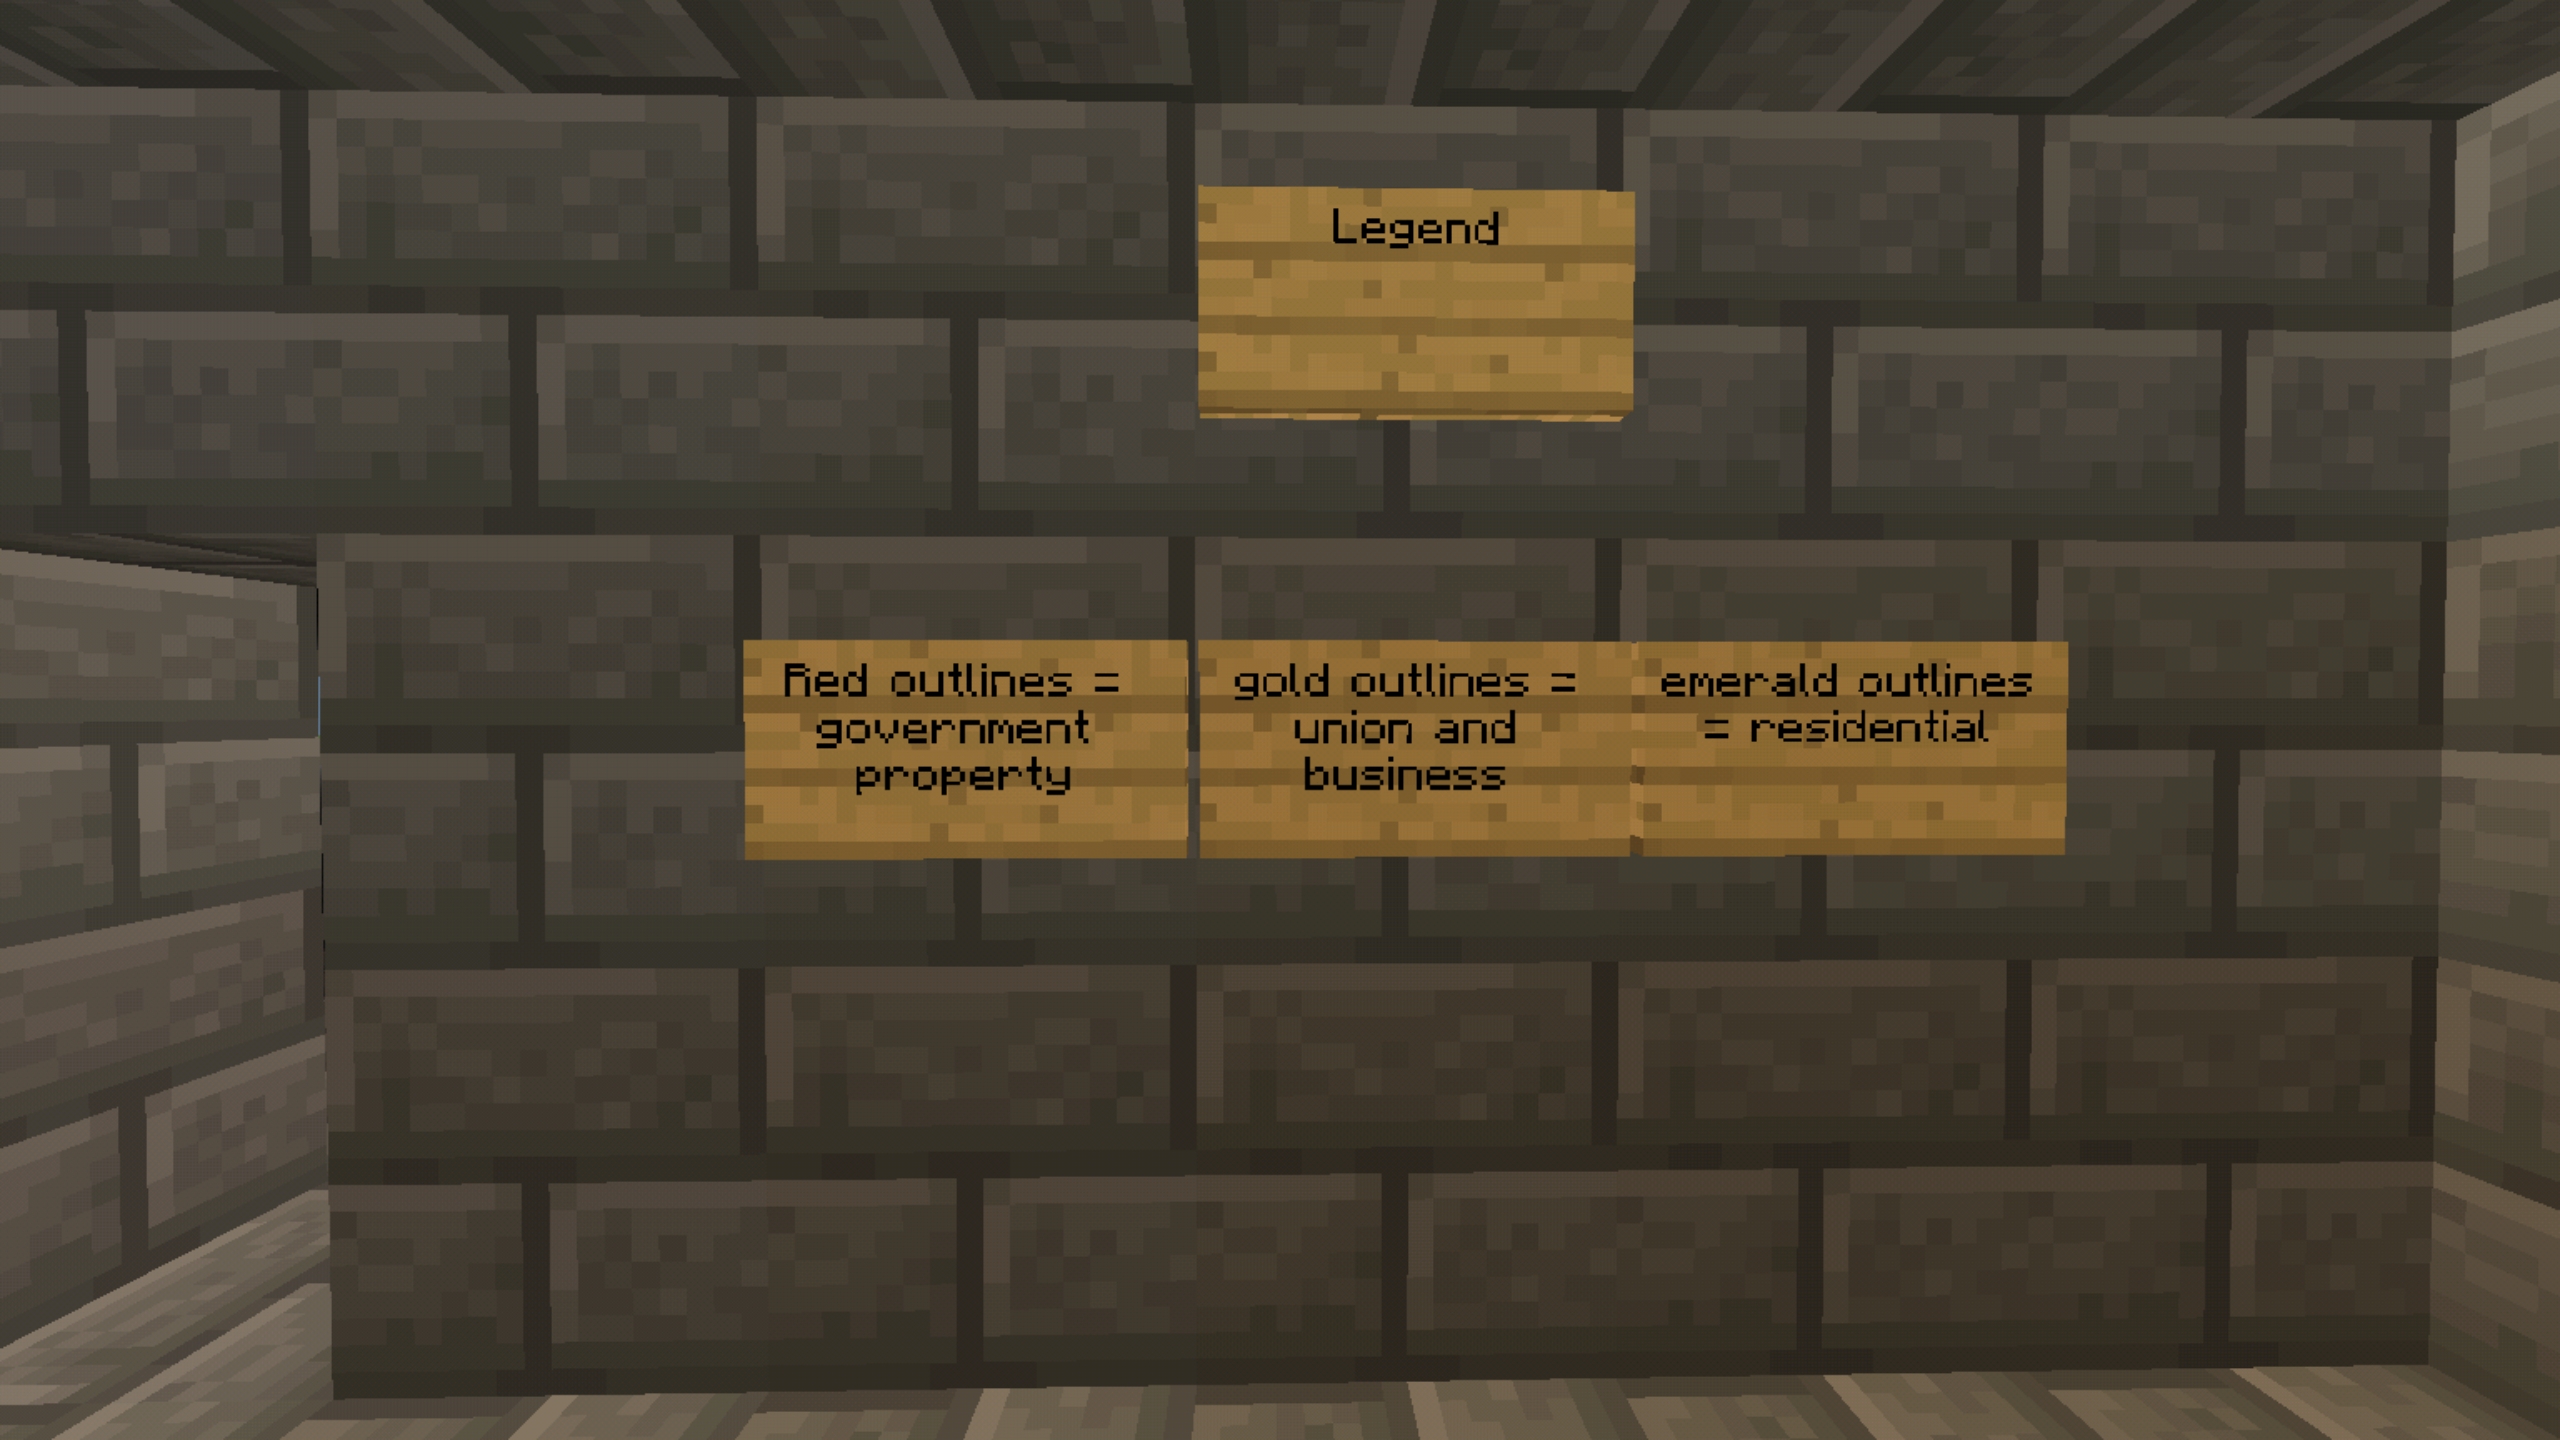 Legend
Red outlines =
government
property
gold outlines =
union and
business
emerald outlines
= residential